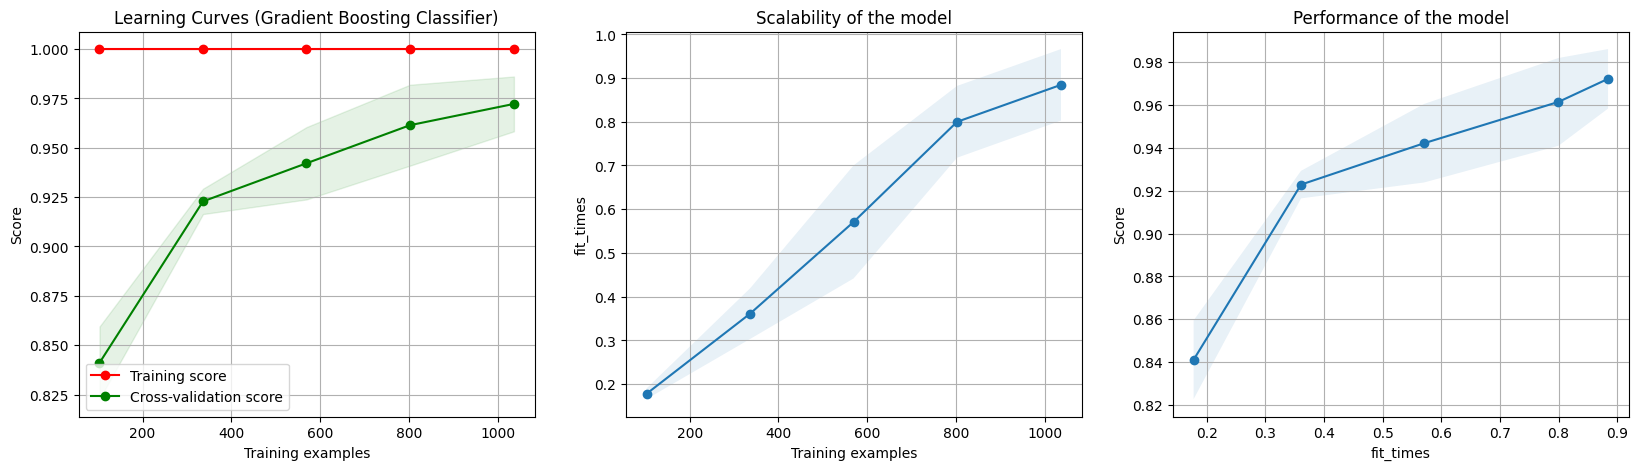 Learning Curves (Gradient Boosting Classifier)
1.000
0.975
0.950
0.925
0.900
0.875
0.850
0.825
Score
Training score
Cross-validation score
200 400 600 800 1000
Training examples
Scalability of the model
1.0
0.9
0.8
0.7
0.6
0.5
0.4
0.3
0.2
fit_times
200 400 600 800 1000
Training examples
Performance of the model
0.98
0.96
0.94
0.92
0.90
0.88
0.86
0.84
0.82
Score
0.2 0.3 0.4 0.5 0.6 0.7 0.8 0.9
fit_times